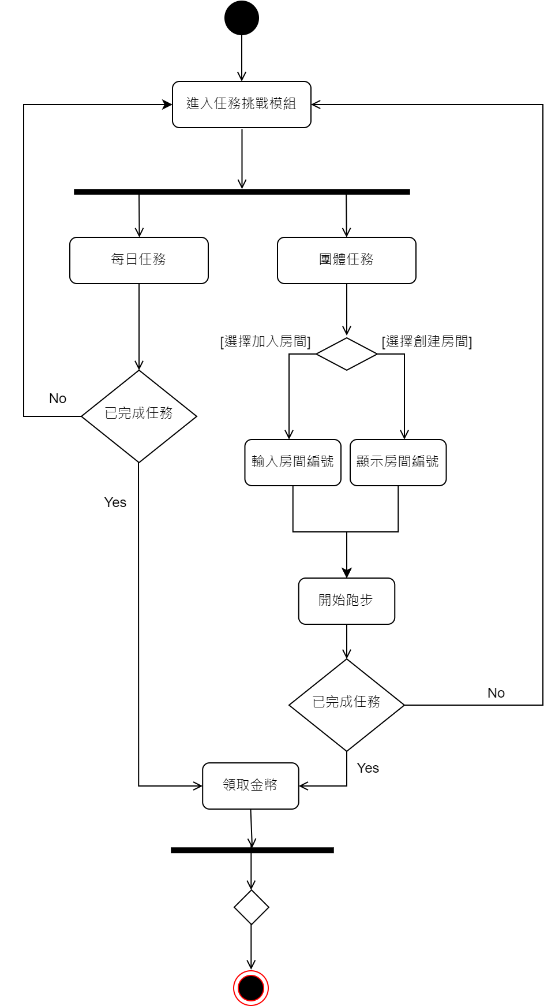 進入任務挑戰模組
每日任務
團體任務
[選擇加入房間]
[選擇創建房間]
No
已完成任務
輸入房間編號
顯示房間編號
Yes
開始跑步
已完成任務
No
Yes
領取金幣